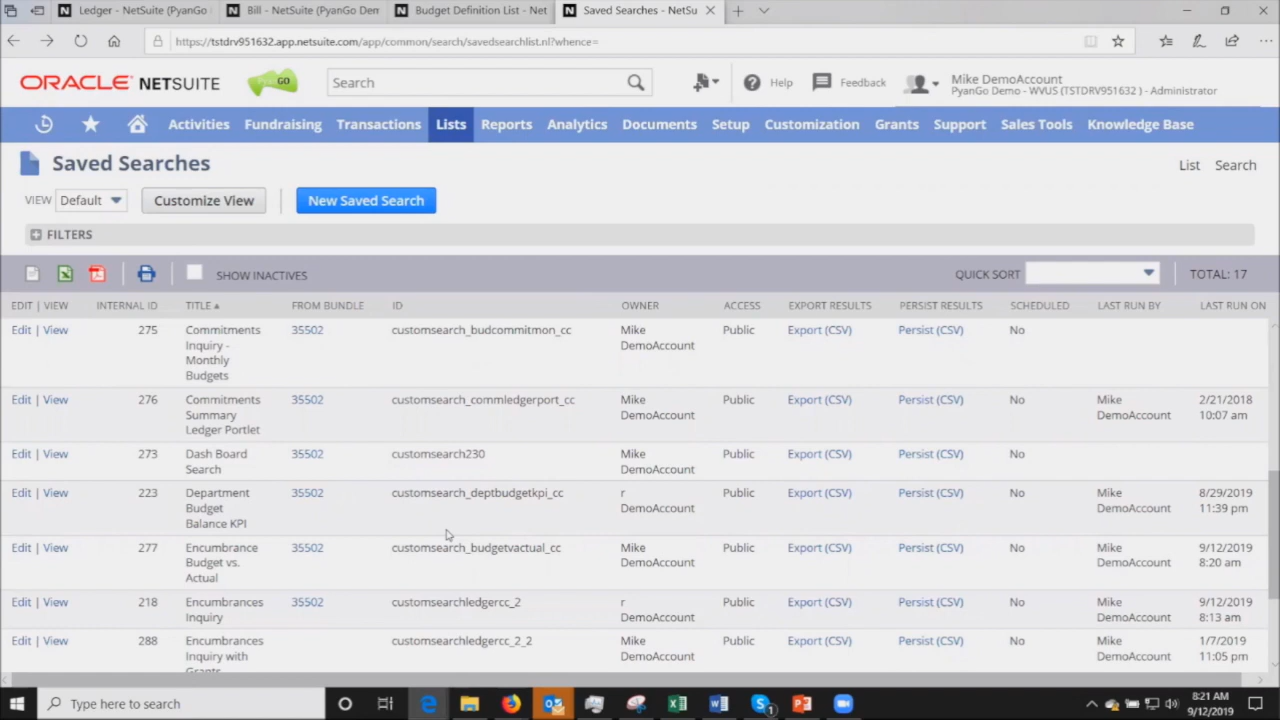 Ledger - NetSuite (PyanGo
Bill - NetSuite (PyanGo Dem
Budget Definition List - Net
Saved Searches - NetSu
https://tstdrv951632.app.netsuite.com/app/common/search/savedsearchlist.nl?whence=
ORACLE NETSUITE
GO
Search
Help
Feedback
Mike DemoAccount
PyanGo Demo - WVUS (TSTDRV951632 ) - Administrator
Activities Fundraising Transactions Lists Reports Analytics Documents Setup Customization Grants Support Sales Tools Knowledge Base
Saved Searches
List Search
VIEW Default Customize View New Saved Search
FILTERS
SHOW INACTIVES QUICK SORT TOTAL: 17
EDIT | VIEW INTERNAL ID TITLE FROM BUNDLE ID OWNER ACCESS EXPORT RESULTS PERSIST RESULTS SCHEDULED LAST RUN BY LAST RUN ON
Edit | View 275 Commitments 35502 customsearch_budcommitmon_cc Mike Public Export (CSV) Persist (CSV) No
Inquiry - DemoAccount
Monthly
Budgets
Edit | View 276 Commitments 35502 customsearch_commledgerport_cc Mike Public Export (CSV) Persist (CSV) No Mike 2/21/2018
Summary DemoAccount DemoAccount 10:07 am
Ledger Portlet
Edit | View 273 Dash Board 35502 customsearch230 Mike Public Export (CSV) Persist (CSV) No
Search DemoAccount
Edit | View 223 Department 35502 customsearch_deptbudgetkpi_cc r Public Export (CSV) Persist (CSV) No Mike 8/29/2019
Budget DemoAccount DemoAccount 11:39 pm
Balance KPI
Edit | View 277 Encumbrance 35502 customsearch_budgetvactual_cc Mike Public Export (CSV) Persist (CSV) No Mike 9/12/2019
Budget vs. DemoAccount DemoAccount 8:20 am
Actual
Edit | View 218 Encumbrances 35502 customsearchledgercc_2 r Public Export (CSV) Persist (CSV) No Mike 9/12/2019
Inquiry DemoAccount DemoAccount 8:13 am
Edit | View 288 Encumbrances customsearchledgercc_2_2 Mike Public Export (CSV) Persist (CSV) No Mike 1/7/2019
Inquiry with DemoAccount DemoAccount 11:05 pm
Grants
Type here to search
1
8:21 AM
9/12/2019